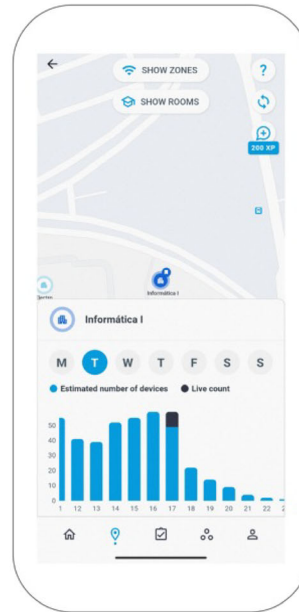 SHOW ZONES
?
SHOW ROOMS
200 XP
Informática I
Informática I
M T W T F S S
Estimated number of devices Live count
50
40
30
20
10
0
1 12 13 14 15 16 17 18 19 20 21 22 2